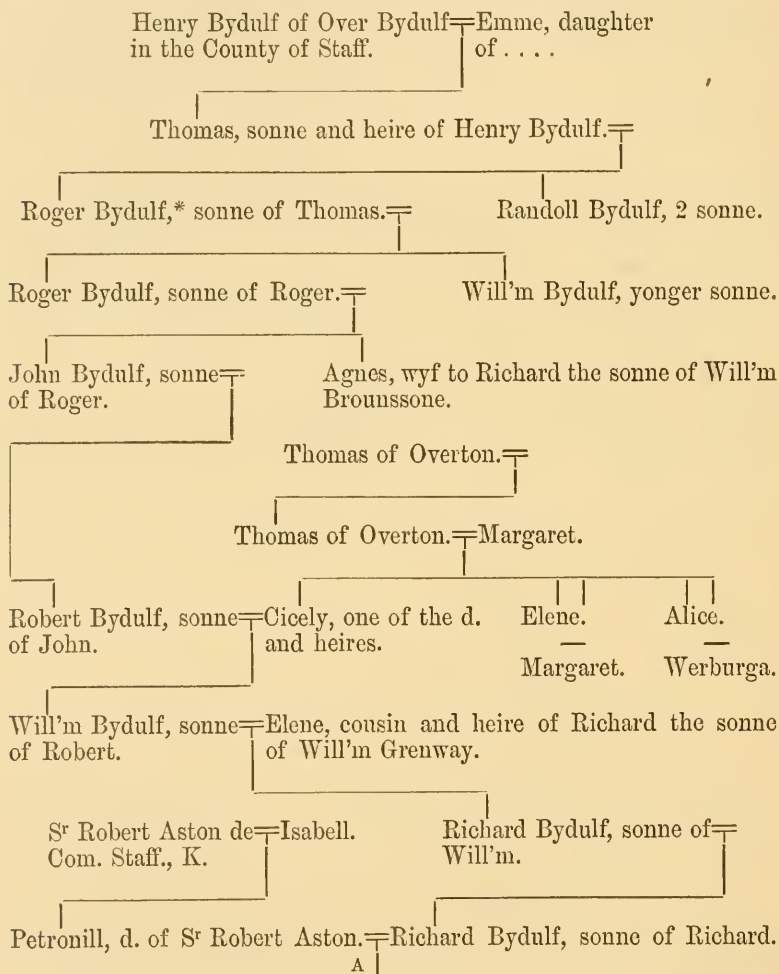 Henry Bydulf of Over Bydulf Emme, daughter
in the County of Staff. of . . . .
Thomas, sonne and heire of Henry Bydulf.
Roger Bydulf,* sonne of Thomas. Randoll Bydulf, 2 sonne.
Roger Bydulf, sonne of Roger. Will'm Bydulf, yonger sonne.
John Bydulf, sonne Agnes, wyf to Richard the sonne of Will'm
of Roger. Brounssone.
Thomas of Overton.
Thomas of Overton. Margaret.
Robert Bydulf, sonne Cicely, one of the d. Elene. Alice.
of John. and heires. — —
Margaret. Werburga.
Will'm Bydulf, sonne Elene, cousin and heire of Richard the sonne
of Robert. of Will'm Grenway.
Sʳ Robert Aston de Isabell. Richard Bydulf, sonne of
Com. Staff., K. Will'm.
Petronill, d. of Sʳ Robert Aston. Richard Bydulf, sonne of Richard.
A